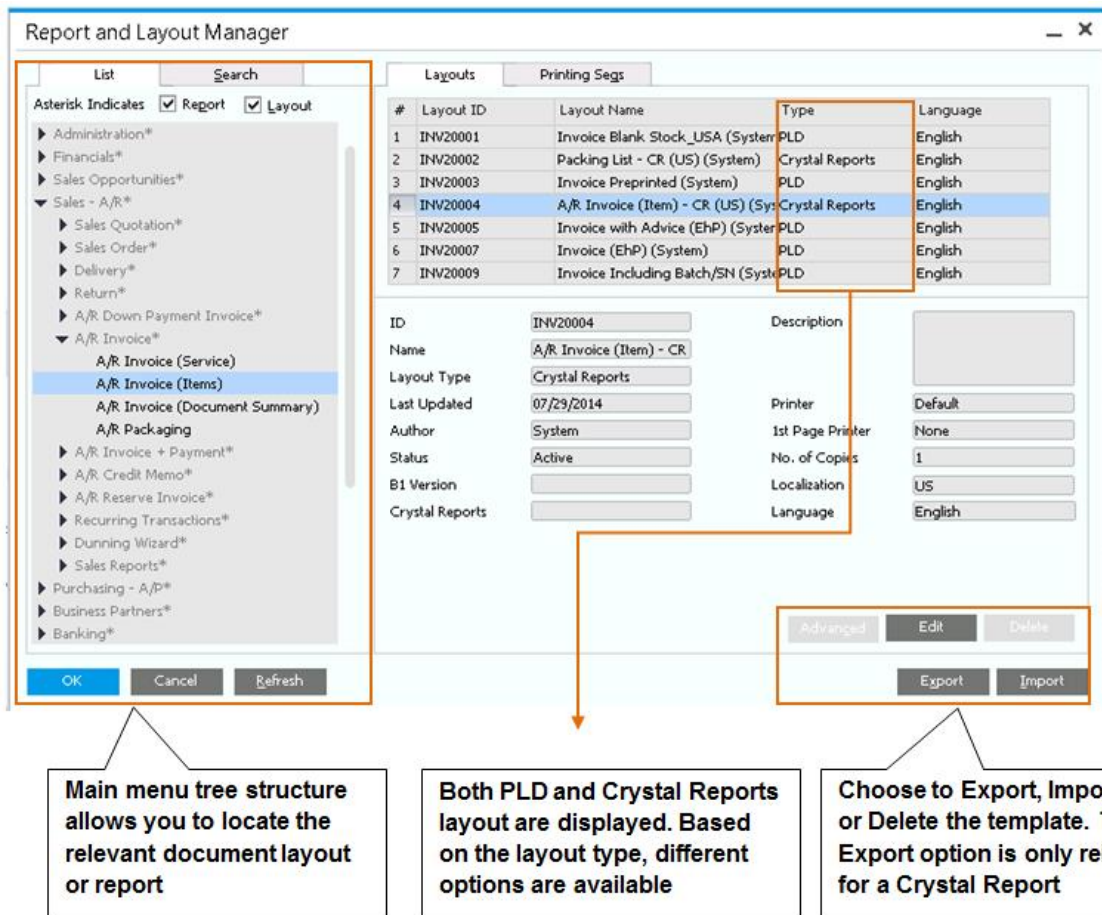 Report and Layout Manager
List Search
Asterisk Indicates Report Layout
Administration*
Financials*
Sales Opportunities*
Sales - A/R*
Sales Quotation*
Sales Order*
Delivery*
Return*
A/R Down Payment Invoice*
A/R Invoice*
A/R Invoice (Service)
A/R Invoice (Items)
A/R Invoice (Document Summary)
A/R Packaging
A/R Invoice + Payment*
A/R Credit Memo*
A/R Reserve Invoice*
Recurring Transactions*
Dunning Wizard*
Sales Reports*
Purchasing - A/P*
Business Partners*
Banking*
OK Cancel Refresh
Layouts Printing Seqs
# Layout ID Layout Name Type Language
1 INV20001 Invoice Blank Stock_USA (System PLD English
2 INV20002 Packing List - CR (US) (System) Crystal Reports English
3 INV20003 Invoice Preprinted (System) PLD English
4 INV20004 A/R Invoice (Item) - CR (US) (Sys Crystal Reports English
5 INV20005 Invoice with Advice (EhP) (System PLD English
6 INV20007 Invoice (EhP) (System) PLD English
7 INV20009 Invoice Including Batch/SN (Syste PLD English
ID INV20004 Description
Name A/R Invoice (Item) - CR
Layout Type Crystal Reports
Last Updated 07/29/2014 Printer Default
Author System 1st Page Printer None
Status Active No. of Copies 1
B1 Version Localization US
Crystal Reports Language English
Advanced Edit Delete
Export Import
Main menu tree structure
allows you to locate the
relevant document layout
or report
Both PLD and Crystal Reports
layout are displayed. Based
on the layout type, different
options are available
Choose to Export, Impo
or Delete the template.
Export option is only re
for a Crystal Report